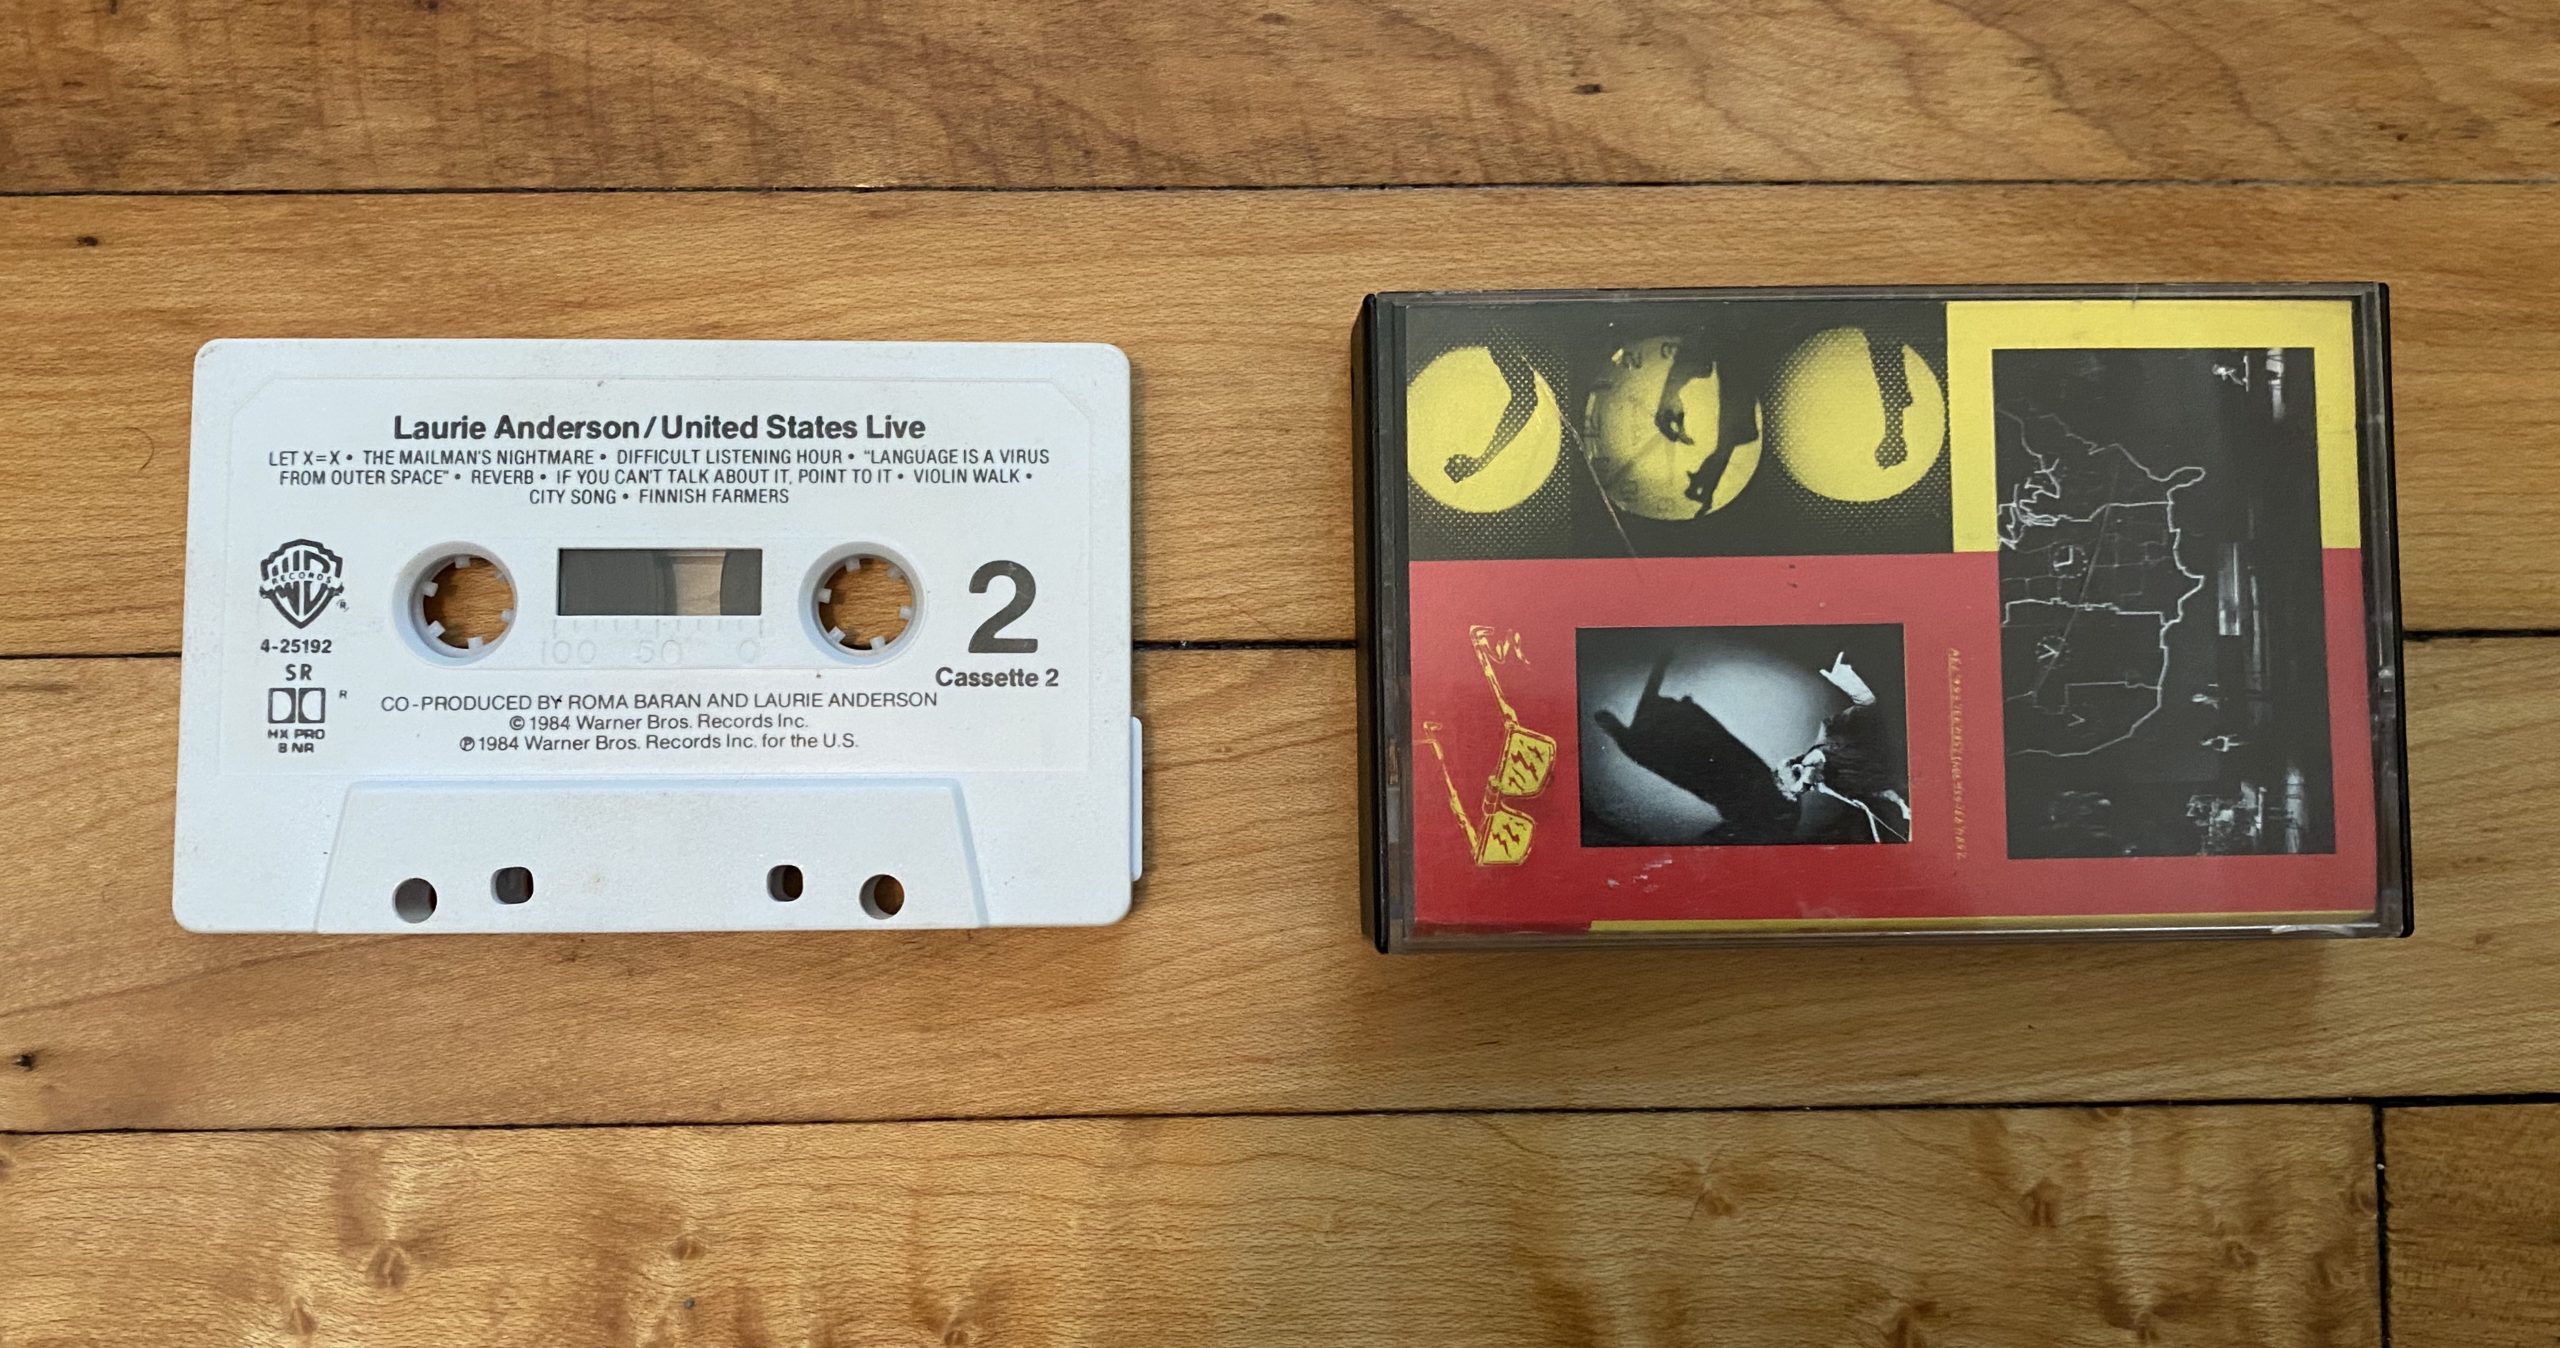 Laurie Anderson/United States Live
LET X=X • THE MAILMAN'S NIGHTMARE • DIFFICULT LISTENING HOUR • "LANGUAGE IS A VIRUS
FROM OUTER SPACE" • REVERB • IF YOU CAN'T TALK ABOUT IT, POINT TO IT • VIOLIN WALK •
CITY SONG • FINNISH FARMERS
RECORDS
®
4-25192
SR
®
HX PRO
B NR
100 50 0
2
Cassette 2
CO-PRODUCED BY ROMA BARAN AND LAURIE ANDERSON
© 1984 Warner Bros. Records Inc.
℗ 1984 Warner Bros. Records Inc. for the U.S.
2 3